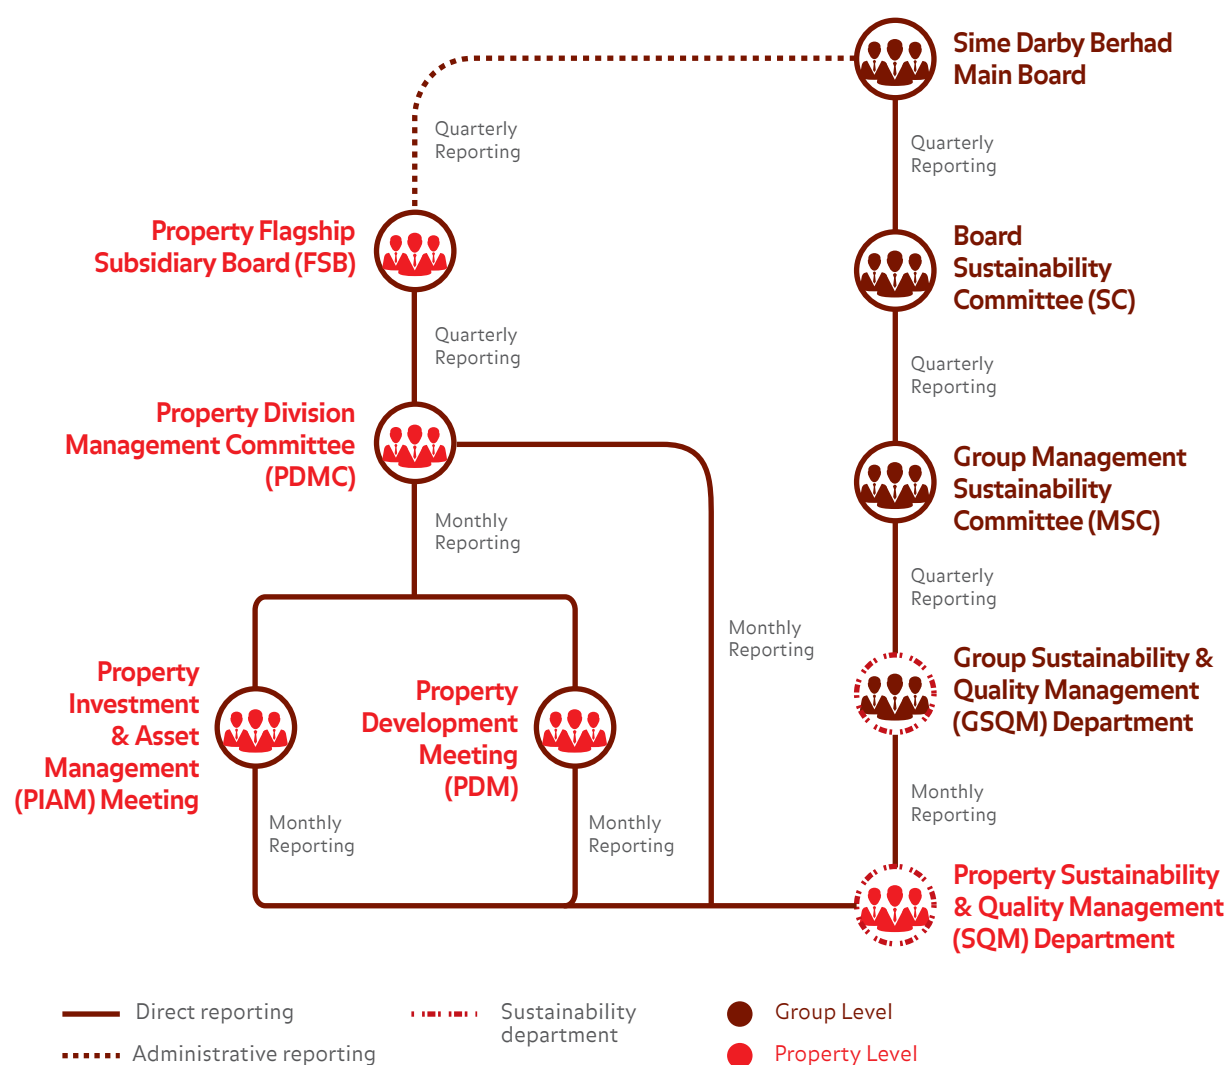 Sime Darby Berhad
Main Board
Quarterly
Reporting
Quarterly
Reporting
Property Flagship
Subsidiary Board (FSB)
Board
Sustainability
Committee (SC)
Quarterly
Reporting
Quarterly
Reporting
Property Division
Management Committee
(PDMC)
Group Management
Sustainability
Committee (MSC)
Monthly
Reporting
Quarterly
Reporting
Monthly
Reporting
Property
Investment
& Asset
Management
(PIAM) Meeting
Property
Development
Meeting
(PDM)
Group Sustainability &
Quality Management
(GSQM) Department
Monthly
Reporting
Monthly
Reporting
Monthly
Reporting
Property Sustainability
& Quality Management
(SQM) Department
Direct reporting
Administrative reporting
Sustainability
department
Group Level
Property Level